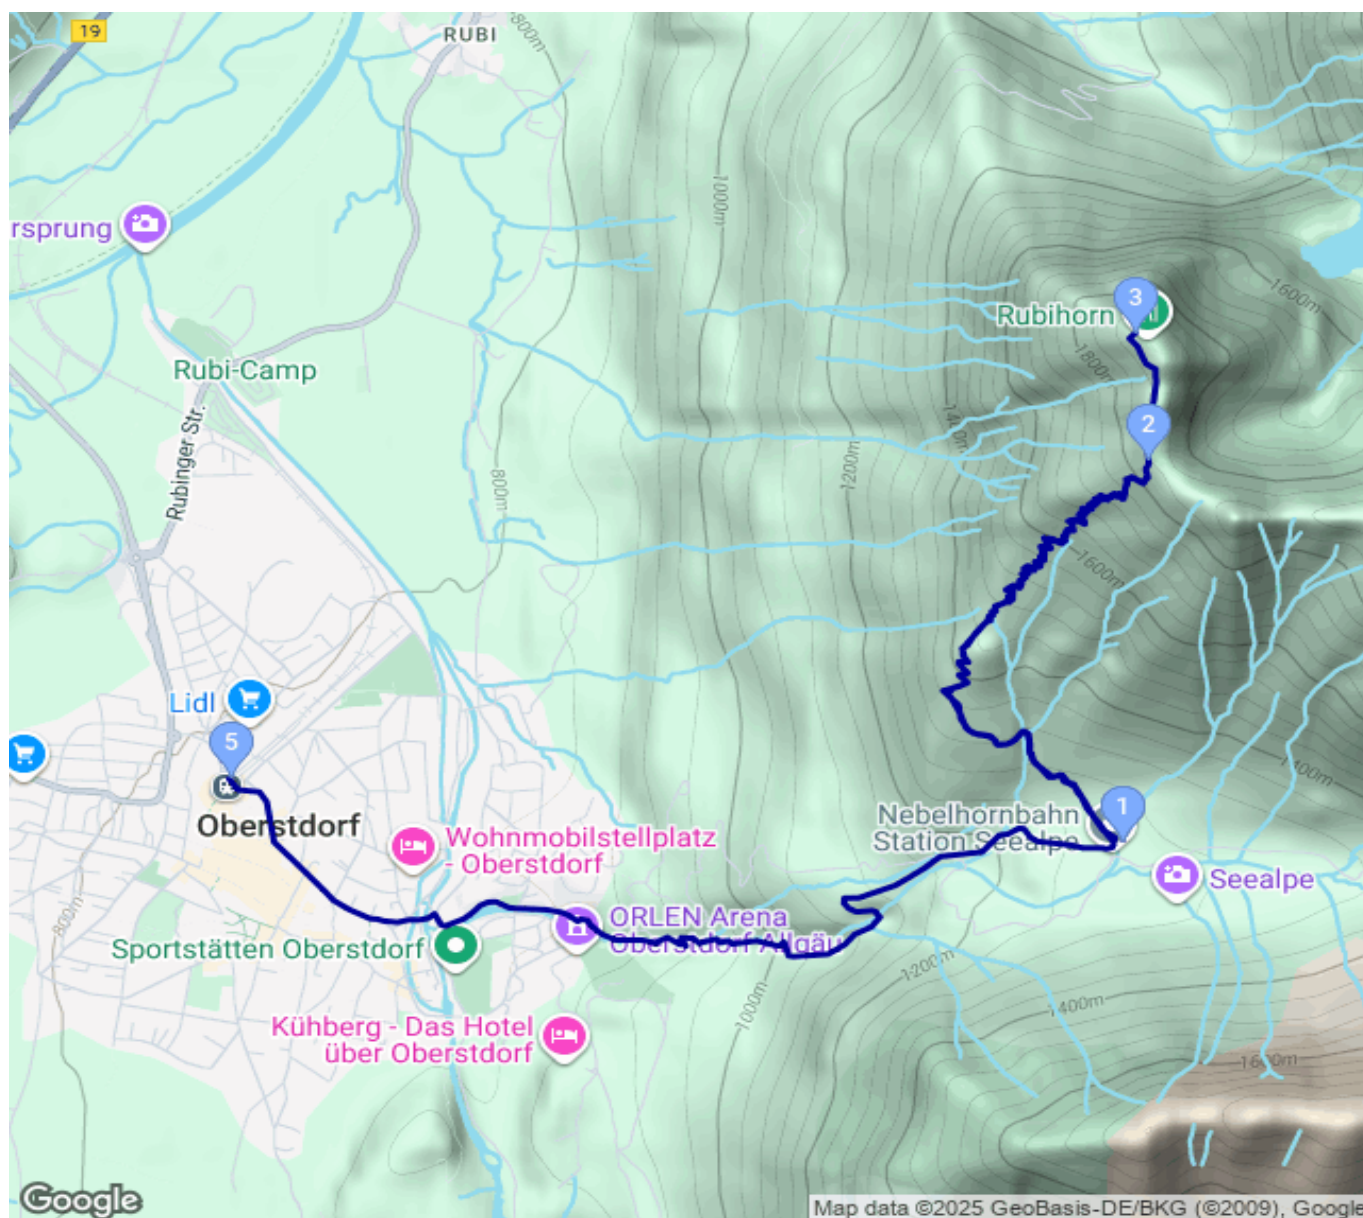 19
RUBI
800m
1000m
rsprung
1600m
3
Rubihorn
1800m
Rubi-Camp
1400m
2
Rubinger Str.
1200m
800m
1600m
Lidl
5
1400m
1
Oberstdorf
Nebelhornbahn
Station Seealpe
Wohnmobilstellplatz
- Oberstdorf
Seealpe
800m
ORLEN Arena
Oberstdorf Allgäu
Sportstätten Oberstdorf
1200m
1000m
1400m
Kühberg - Das Hotel
über Oberstdorf
1600m
Google
Map data ©2025 GeoBasis-DE/BKG (©2009), Google